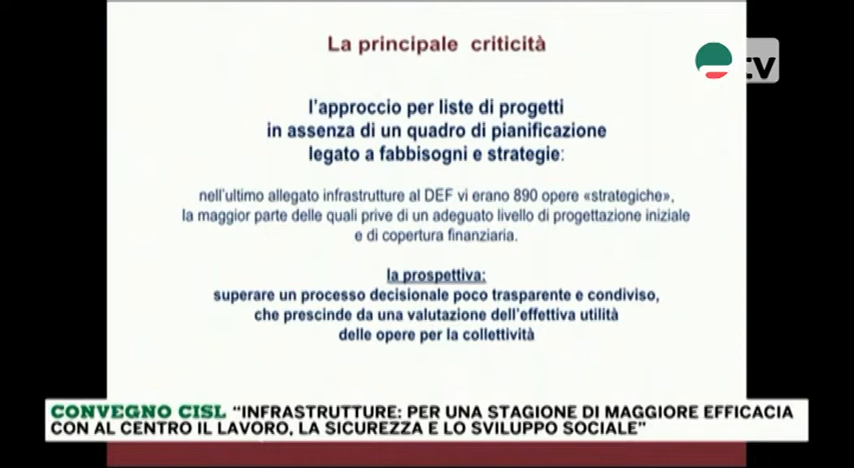 La principale criticità
tv
l'approccio per liste di progetti
in assenza di un quadro di pianificazione
legato a fabbisogni e strategie:
nell'ultimo allegato infrastrutture al DEF vi erano 890 opere «strategiche»,
la maggior parte delle quali prive di un adeguato livello di progettazione iniziale
e di copertura finanziaria.
la prospettiva:
superare un processo decisionale poco trasparente e condiviso,
che prescinde da una valutazione dell'effettiva utilità
delle opere per la collettività
CONVEGNO CISL "INFRASTRUTTURE: PER UNA STAGIONE DI MAGGIORE EFFICACIA
CON AL CENTRO IL LAVORO, LA SICUREZZA E LO SVILUPPO SOCIALE"